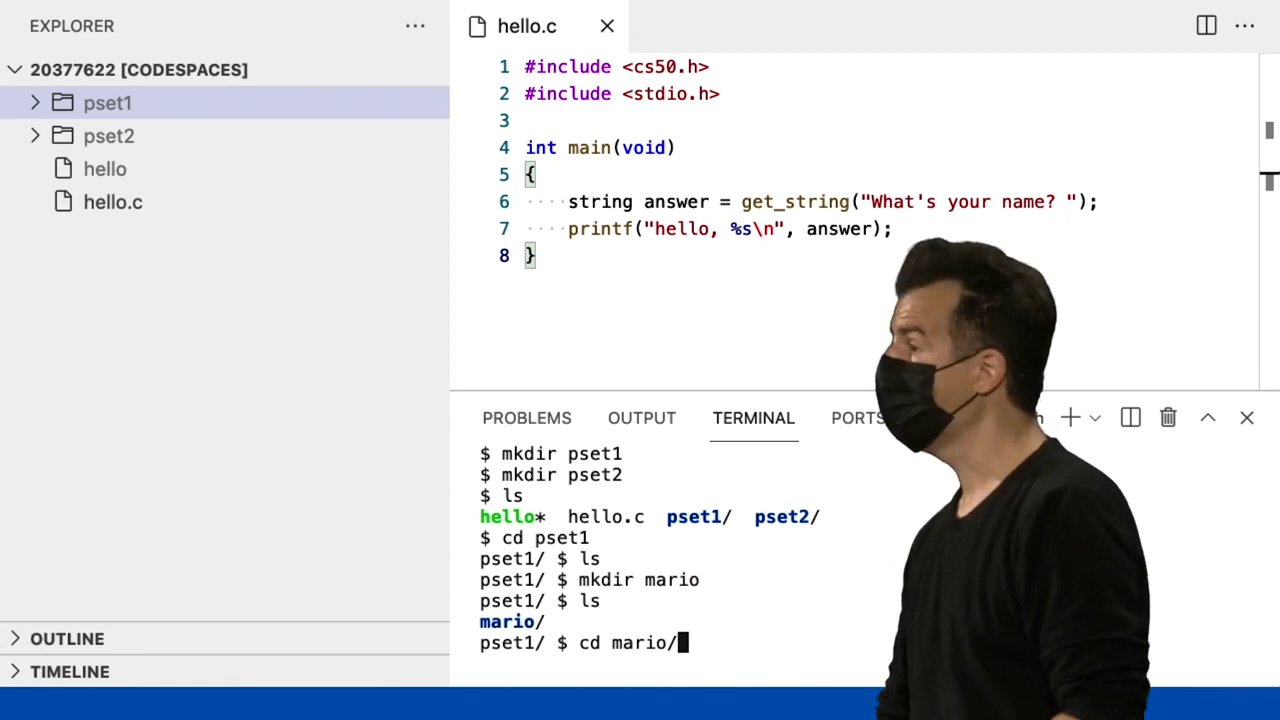 EXPLORER
20377622 [CODESPACES]
pset1
pset2
hello
hello.c
OUTLINE
TIMELINE
hello.c
1 #include <cs50.h>
2 #include <stdio.h>
3
4 int main(void)
5 {
6 ····string answer = get_string("What's your name? ");
7 ····printf("hello, %s\n", answer);
8 }
PROBLEMS OUTPUT TERMINAL PORTS
$ mkdir pset1
$ mkdir pset2
$ ls
hello* hello.c pset1/ pset2/
$ cd pset1
pset1/ $ ls
pset1/ $ mkdir mario
pset1/ $ ls
mario/
pset1/ $ cd mario/